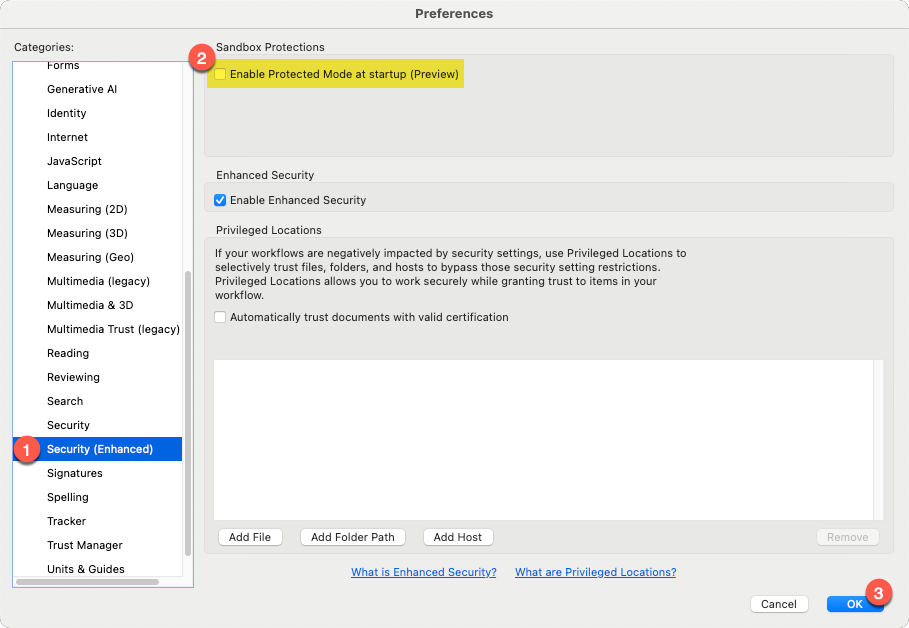 Preferences
Categories:
Forms
Generative AI
Identity
Internet
JavaScript
Language
Measuring (2D)
Measuring (3D)
Measuring (Geo)
Multimedia (legacy)
Multimedia & 3D
Multimedia Trust (legacy)
Reading
Reviewing
Search
Security
1 Security (Enhanced)
Signatures
Spelling
Tracker
Trust Manager
Units & Guides
Sandbox Protections
2
Enable Protected Mode at startup (Preview)
Enhanced Security
Enable Enhanced Security
Privileged Locations
If your workflows are negatively impacted by security settings, use Privileged Locations to
selectively trust files, folders, and hosts to bypass those security setting restrictions.
Privileged Locations allows you to work securely while granting trust to items in your
workflow.
Automatically trust documents with valid certification
Add File Add Folder Path Add Host Remove
What is Enhanced Security? What are Privileged Locations?
Cancel OK 3